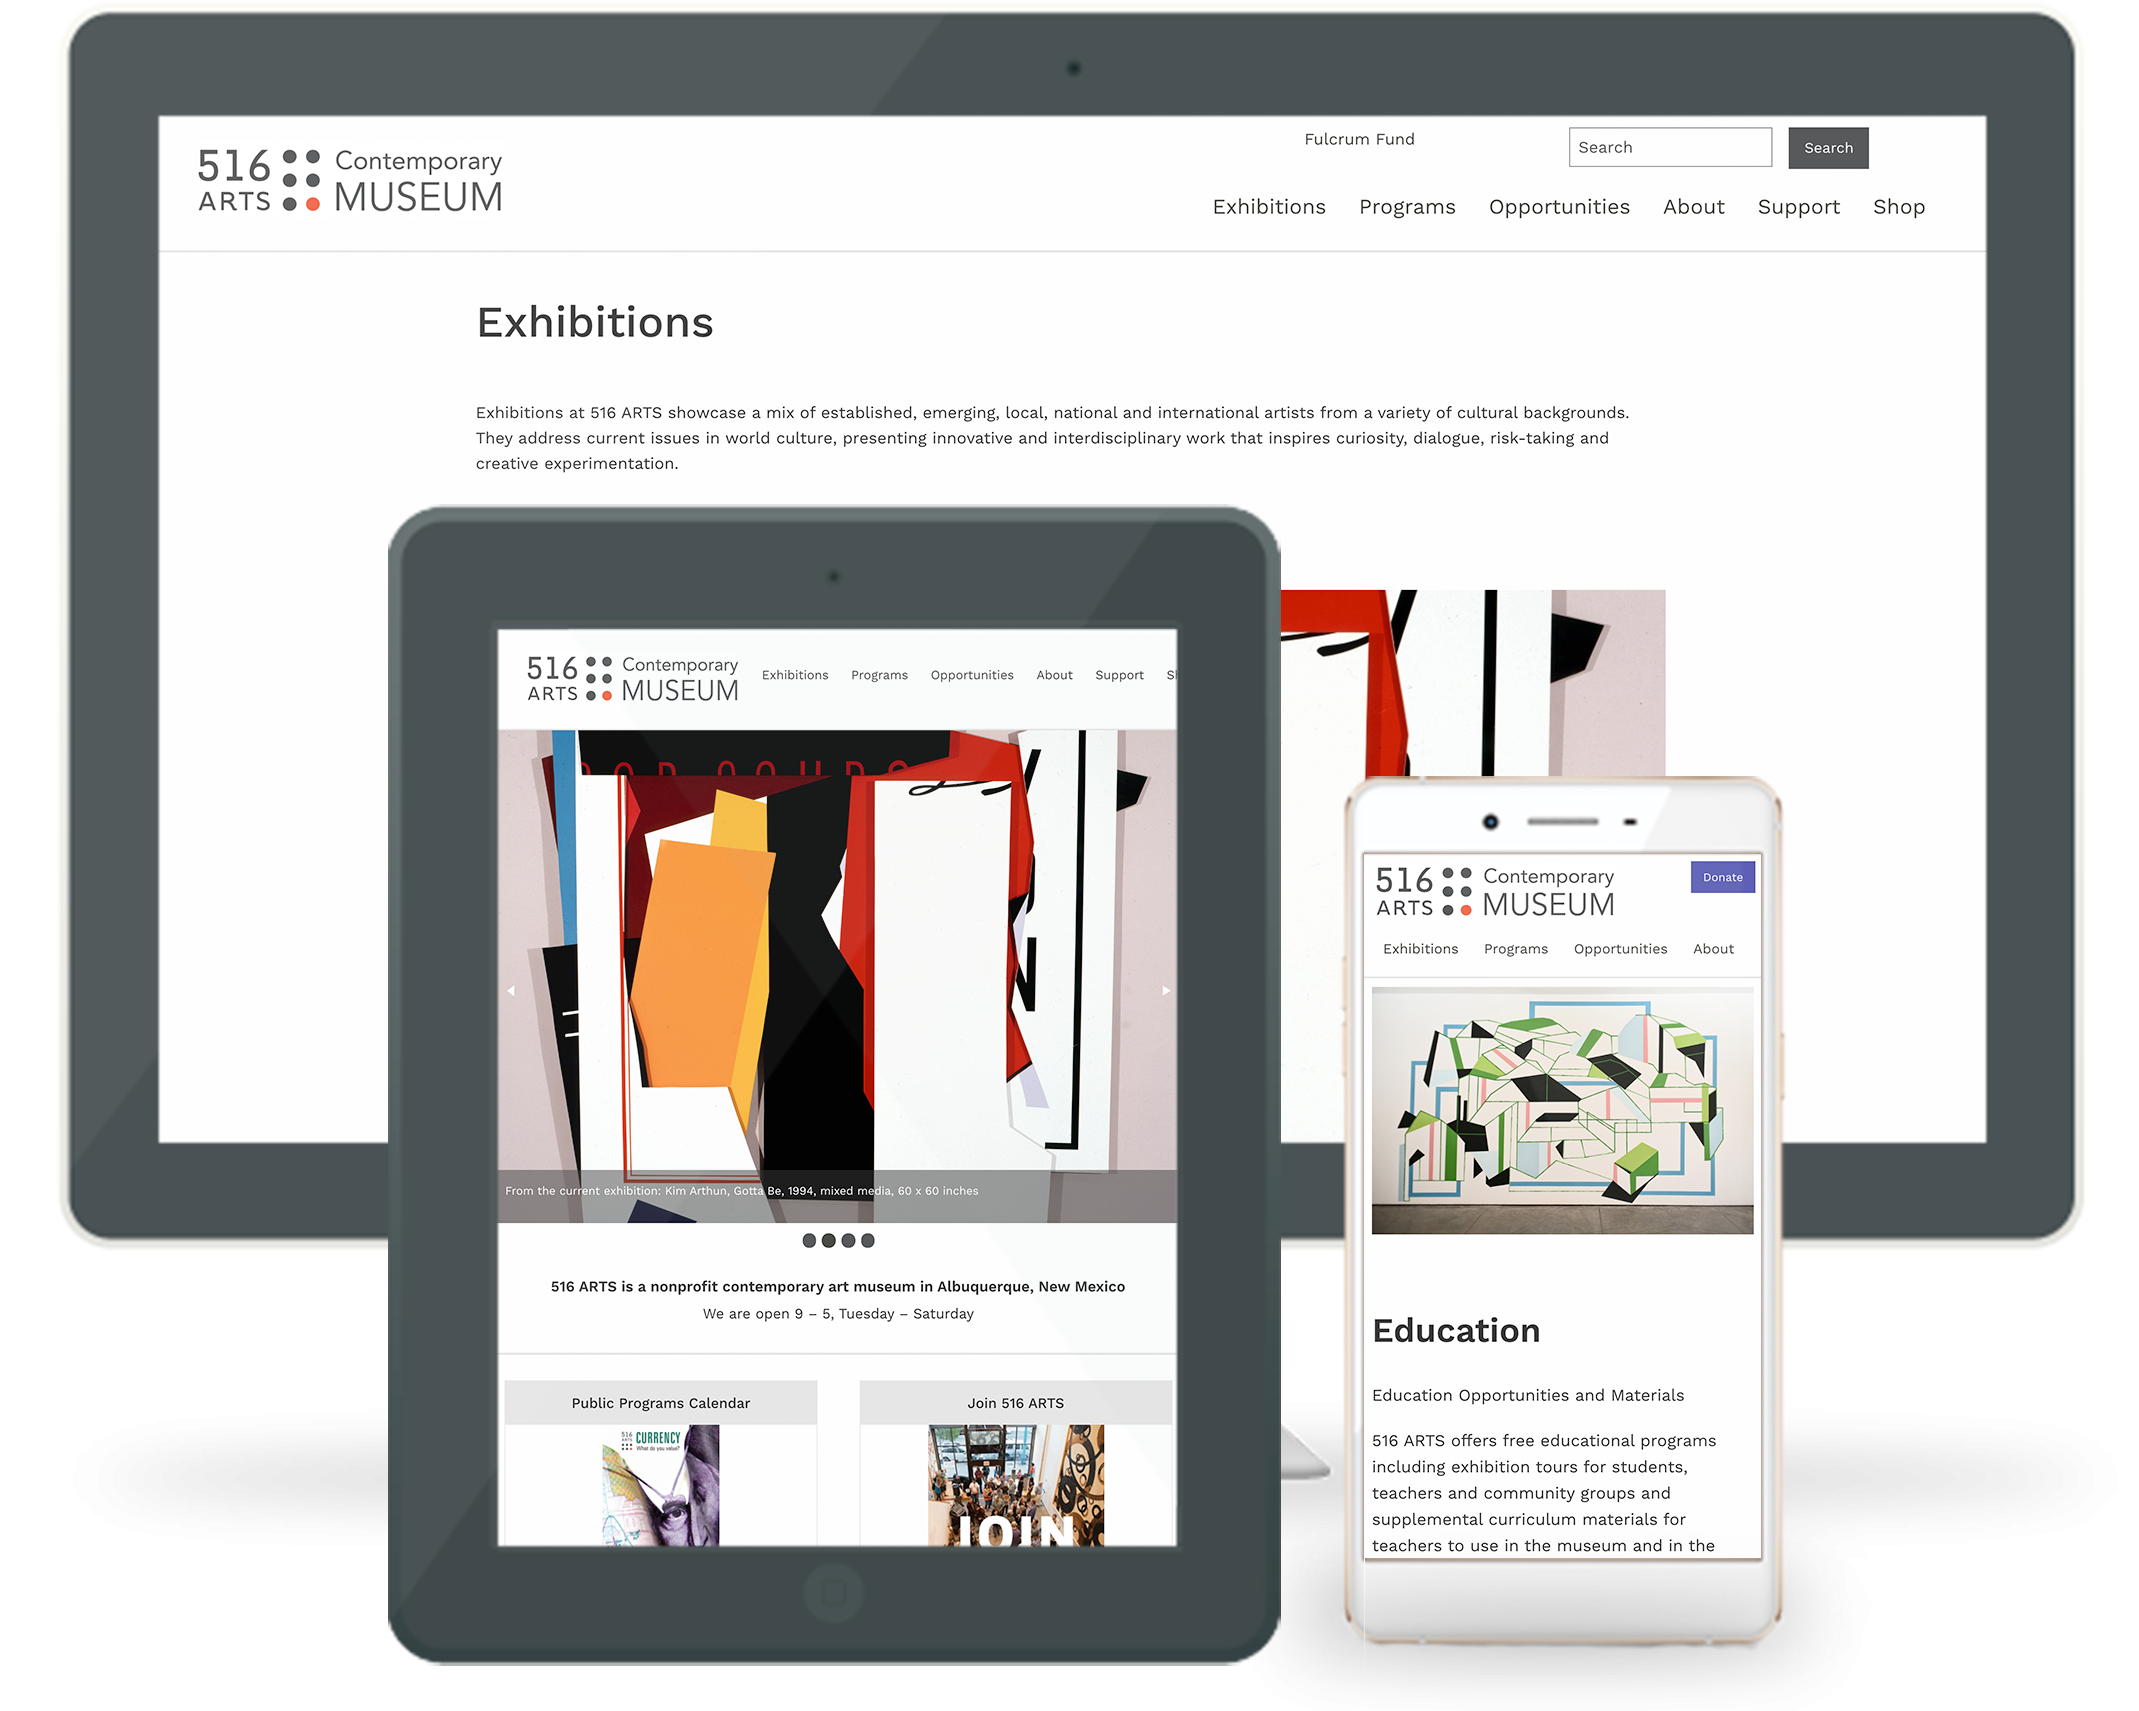 516 ARTS Contemporary MUSEUM
Fulcrum Fund
Search
Search
Exhibitions Programs Opportunities About Support Shop
Exhibitions
Exhibitions at 516 ARTS showcase a mix of established, emerging, local, national and international artists from a variety of cultural backgrounds.
They address current issues in world culture, presenting innovative and interdisciplinary work that inspires curiosity, dialogue, risk-taking and
creative experimentation.
516 ARTS Contemporary MUSEUM
Exhibitions Programs Opportunities About Support
From the current exhibition: Kim Arthun, Gotta Be, 1994, mixed media, 60 x 60 inches
516 ARTS is a nonprofit contemporary art museum in Albuquerque, New Mexico
We are open 9 – 5, Tuesday – Saturday
Public Programs Calendar
516 ARTS CURRENCY
What do you value?
Join 516 ARTS
JOIN
516 ARTS Contemporary MUSEUM
Donate
Exhibitions Programs Opportunities About
Education
Education Opportunities and Materials
516 ARTS offers free educational programs
including exhibition tours for students,
teachers and community groups and
supplemental curriculum materials for
teachers to use in the museum and in the